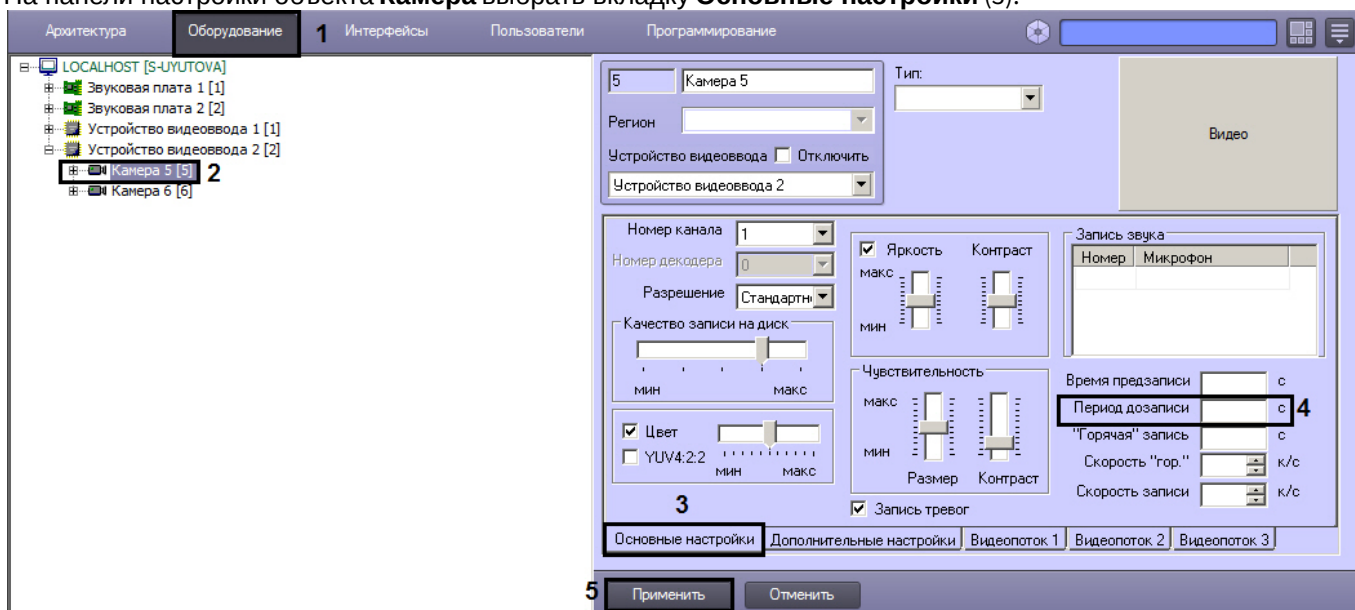 На панели настройки объекта Камера выбрать вкладку Основные настройки (3).
Архитектура Оборудование 1 Интерфейсы Пользователи Программирование
LOCALHOST [S-UYUTOVA]
Звуковая плата 1 [1]
Звуковая плата 2 [2]
Устройство видеоввода 1 [1]
Устройство видеоввода 2 [2]
Камера 5 [5] 2
Камера 6 [6]
5 Камера 5
Тип:
Регион
Устройство видеоввода Отключить
Устройство видеоввода 2
Видео
Номер канала 1
Номер декодера 0
Разрешение Стандартн
Качество записи на диск
мин макс
Цвет
YUV4:2:2
мин макс
Яркость Контраст
макс
мин
Чувствительность
макс
мин
Размер Контраст
Запись тревог
Запись звука
Номер Микрофон
Время предзаписи с
Период дозаписи с 4
"Горячая" запись с
Скорость "гор." к/с
Скорость записи к/с
3
Основные настройки Дополнительные настройки Видеопоток 1 Видеопоток 2 Видеопоток 3
5 Применить Отменить